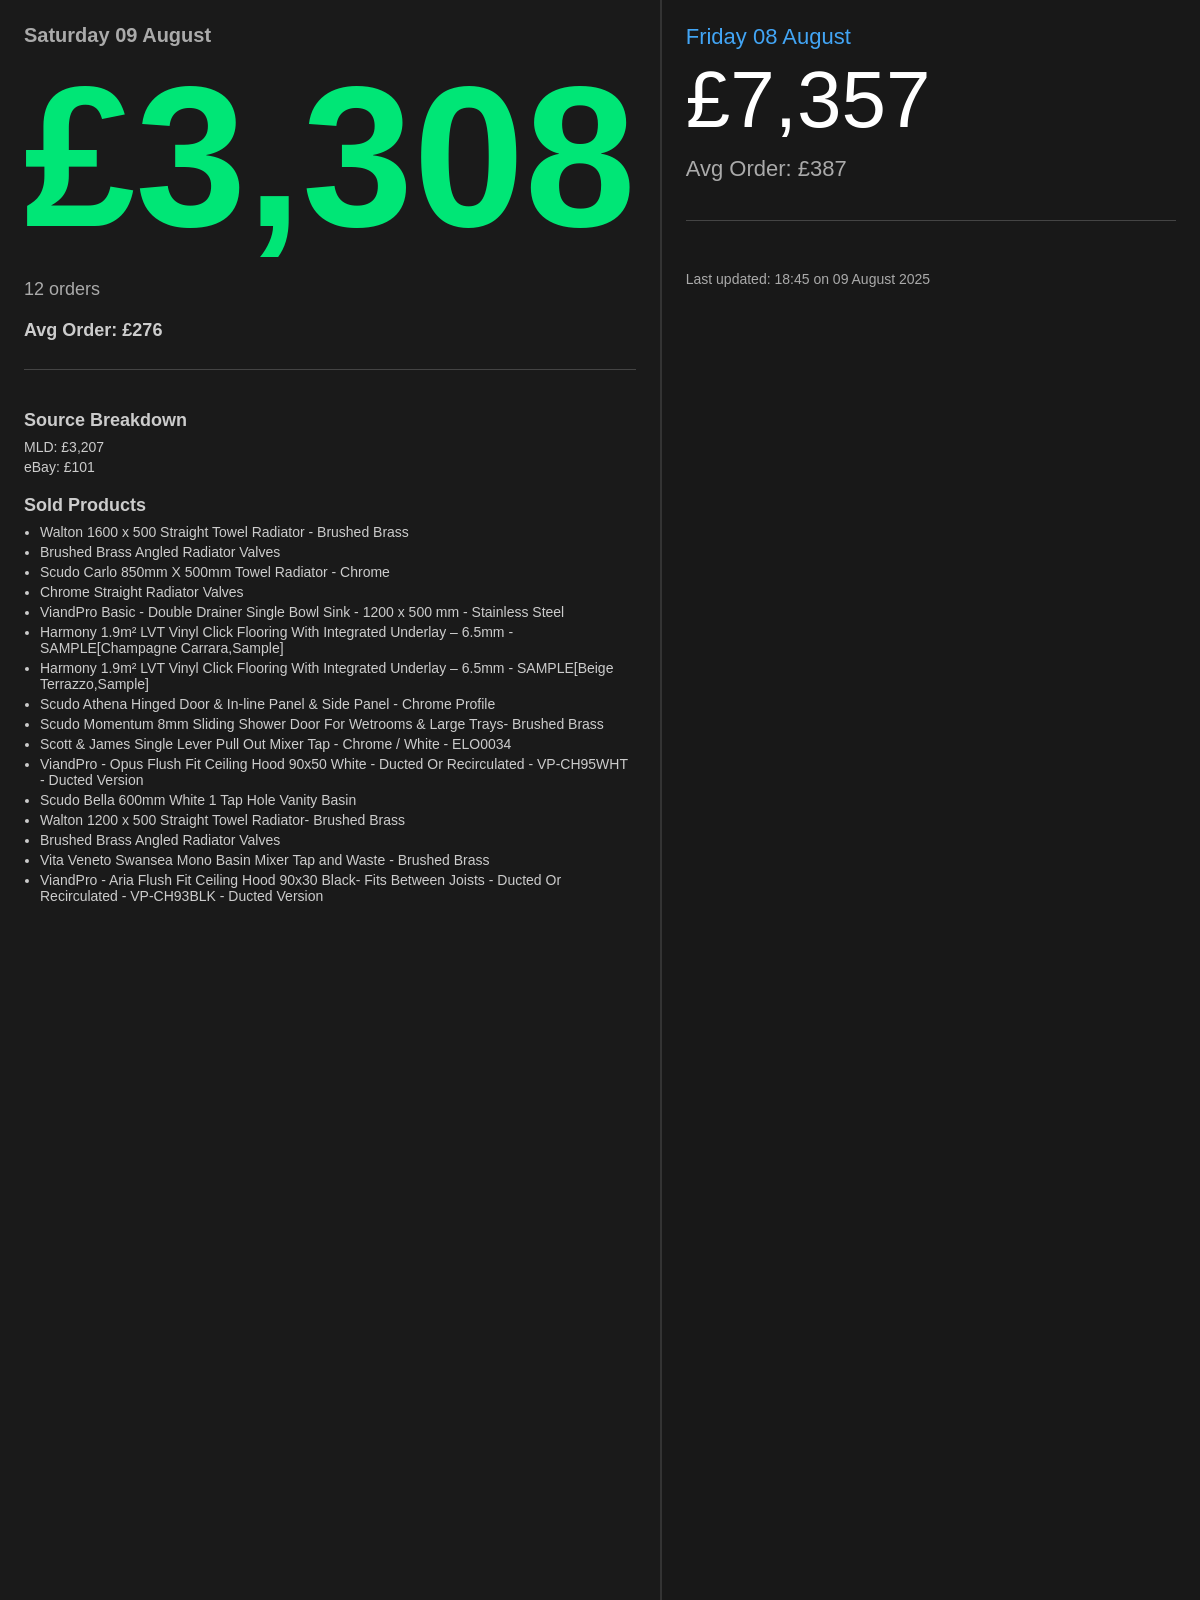 Saturday 09 August
£3,308
12 orders
Avg Order: £276
Source Breakdown
MLD: £3,207
eBay: £101
Sold Products
• Walton 1600 x 500 Straight Towel Radiator - Brushed Brass
• Brushed Brass Angled Radiator Valves
• Scudo Carlo 850mm X 500mm Towel Radiator - Chrome
• Chrome Straight Radiator Valves
• ViandPro Basic - Double Drainer Single Bowl Sink - 1200 x 500 mm - Stainless Steel
• Harmony 1.9m² LVT Vinyl Click Flooring With Integrated Underlay – 6.5mm -
SAMPLE[Champagne Carrara,Sample]
• Harmony 1.9m² LVT Vinyl Click Flooring With Integrated Underlay – 6.5mm - SAMPLE[Beige
Terrazzo,Sample]
• Scudo Athena Hinged Door & In-line Panel & Side Panel - Chrome Profile
• Scudo Momentum 8mm Sliding Shower Door For Wetrooms & Large Trays- Brushed Brass
• Scott & James Single Lever Pull Out Mixer Tap - Chrome / White - ELO0034
• ViandPro - Opus Flush Fit Ceiling Hood 90x50 White - Ducted Or Recirculated - VP-CH95WHT
- Ducted Version
• Scudo Bella 600mm White 1 Tap Hole Vanity Basin
• Walton 1200 x 500 Straight Towel Radiator- Brushed Brass
• Brushed Brass Angled Radiator Valves
• Vita Veneto Swansea Mono Basin Mixer Tap and Waste - Brushed Brass
• ViandPro - Aria Flush Fit Ceiling Hood 90x30 Black- Fits Between Joists - Ducted Or
Recirculated - VP-CH93BLK - Ducted Version
Friday 08 August
£7,357
Avg Order: £387
Last updated: 18:45 on 09 August 2025